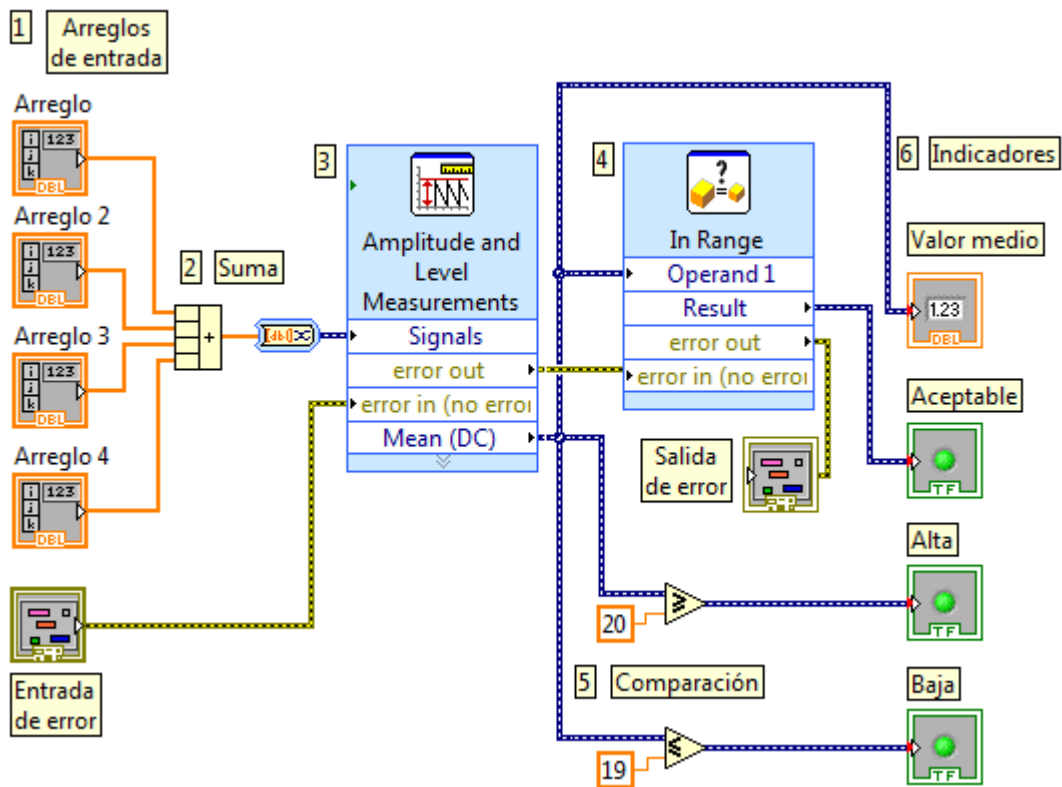 1
Arreglos
de entrada
Arreglo
i
j
k
123
DBL
Arreglo 2
i
j
k
123
DBL
Arreglo 3
i
j
k
123
DBL
Arreglo 4
i
j
k
123
DBL
Entrada
de error
2
Suma
+
[dbl]
3
Amplitude and
Level
Measurements
Signals
error out
error in (no error
Mean (DC)
4
?
=
In Range
Operand 1
Result
error out
error in (no error
Salida
de error
20
≥
5
Comparación
19
≤
6
Indicadores
Valor medio
1.23
DBL
Aceptable
TF
Alta
TF
Baja
TF